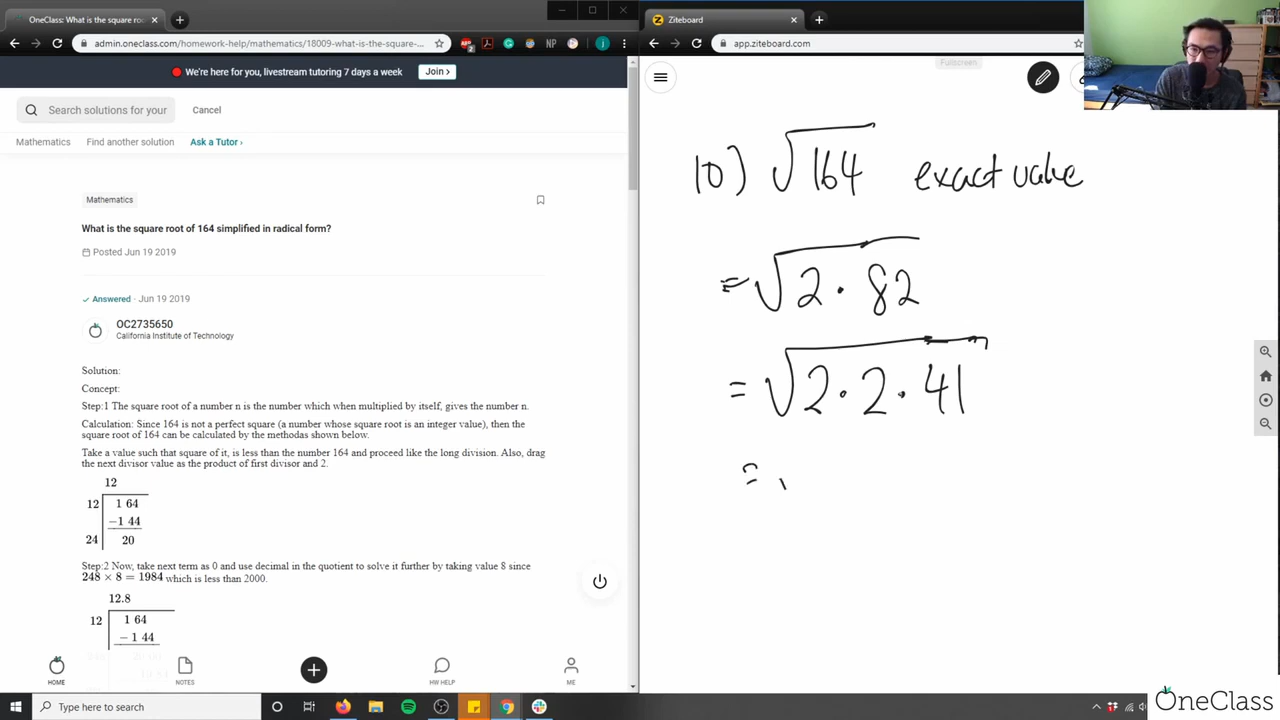 OneClass: What is the square roo
admin.oneclass.com/homework-help/mathematics/18009-what-is-the-square-...
We're here for you, livestream tutoring 7 days a week
Join ›
Search solutions for your
Cancel
Mathematics
Find another solution
Ask a Tutor ›
Mathematics
What is the square root of 164 simplified in radical form?
Posted Jun 19 2019
Answered · Jun 19 2019
OC2735650
California Institute of Technology
Solution:
Concept:
Step:1 The square root of a number n is the number which when multiplied by itself, gives the number n.
Calculation: Since 164 is not a perfect square (a number whose square root is an integer value), then the
square root of 164 can be calculated by the methodas shown below.
Take a value such that square of it, is less than the number 164 and proceed like the long division. Also, drag
the next divisor value as the product of first divisor and 2.
12
12 1 64
−1 44
24 20
Step:2 Now, take next term as 0 and use decimal in the quotient to solve it further by taking value 8 since
248 × 8 = 1984 which is less than 2000.
12.8
12 1 64
− 1 44
HOME
NOTES
HW HELP
ME
Type here to search
Ziteboard
app.ziteboard.com
Fullscreen
10) √164 exact value
= √2 · 82
= √2 · 2 · 41
=
OneClass